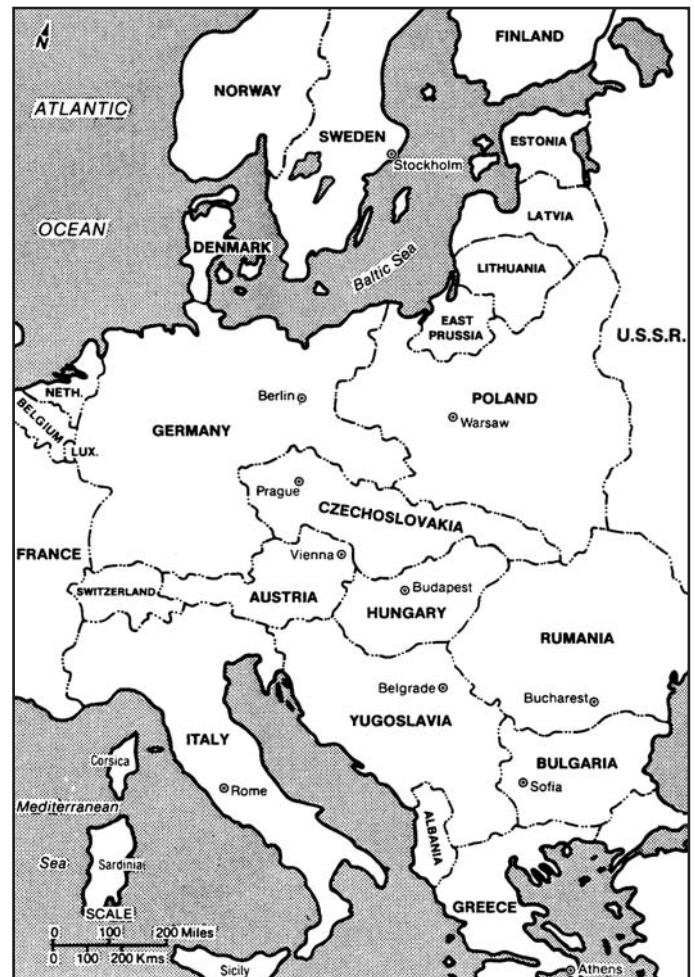 N
FINLAND
NORWAY
ATLANTIC
SWEDEN
ESTONIA
Stockholm
LATVIA
OCEAN
DENMARK
Baltic Sea
LITHUANIA
EAST
PRUSSIA
U.S.S.R.
NETH.
Berlin
POLAND
BELGIUM
Warsaw
GERMANY
LUX.
Prague
CZECHOSLOVAKIA
FRANCE
Vienna
SWITZERLAND
AUSTRIA
Budapest
HUNGARY
RUMANIA
Belgrade
Bucharest
YUGOSLAVIA
ITALY
Corsica
BULGARIA
Rome
Sofia
Mediterranean
ALBANIA
Sea
Sardinia
GREECE
SCALE
0 100 200 Miles
0 100 200 Kms
Sicily
Athens